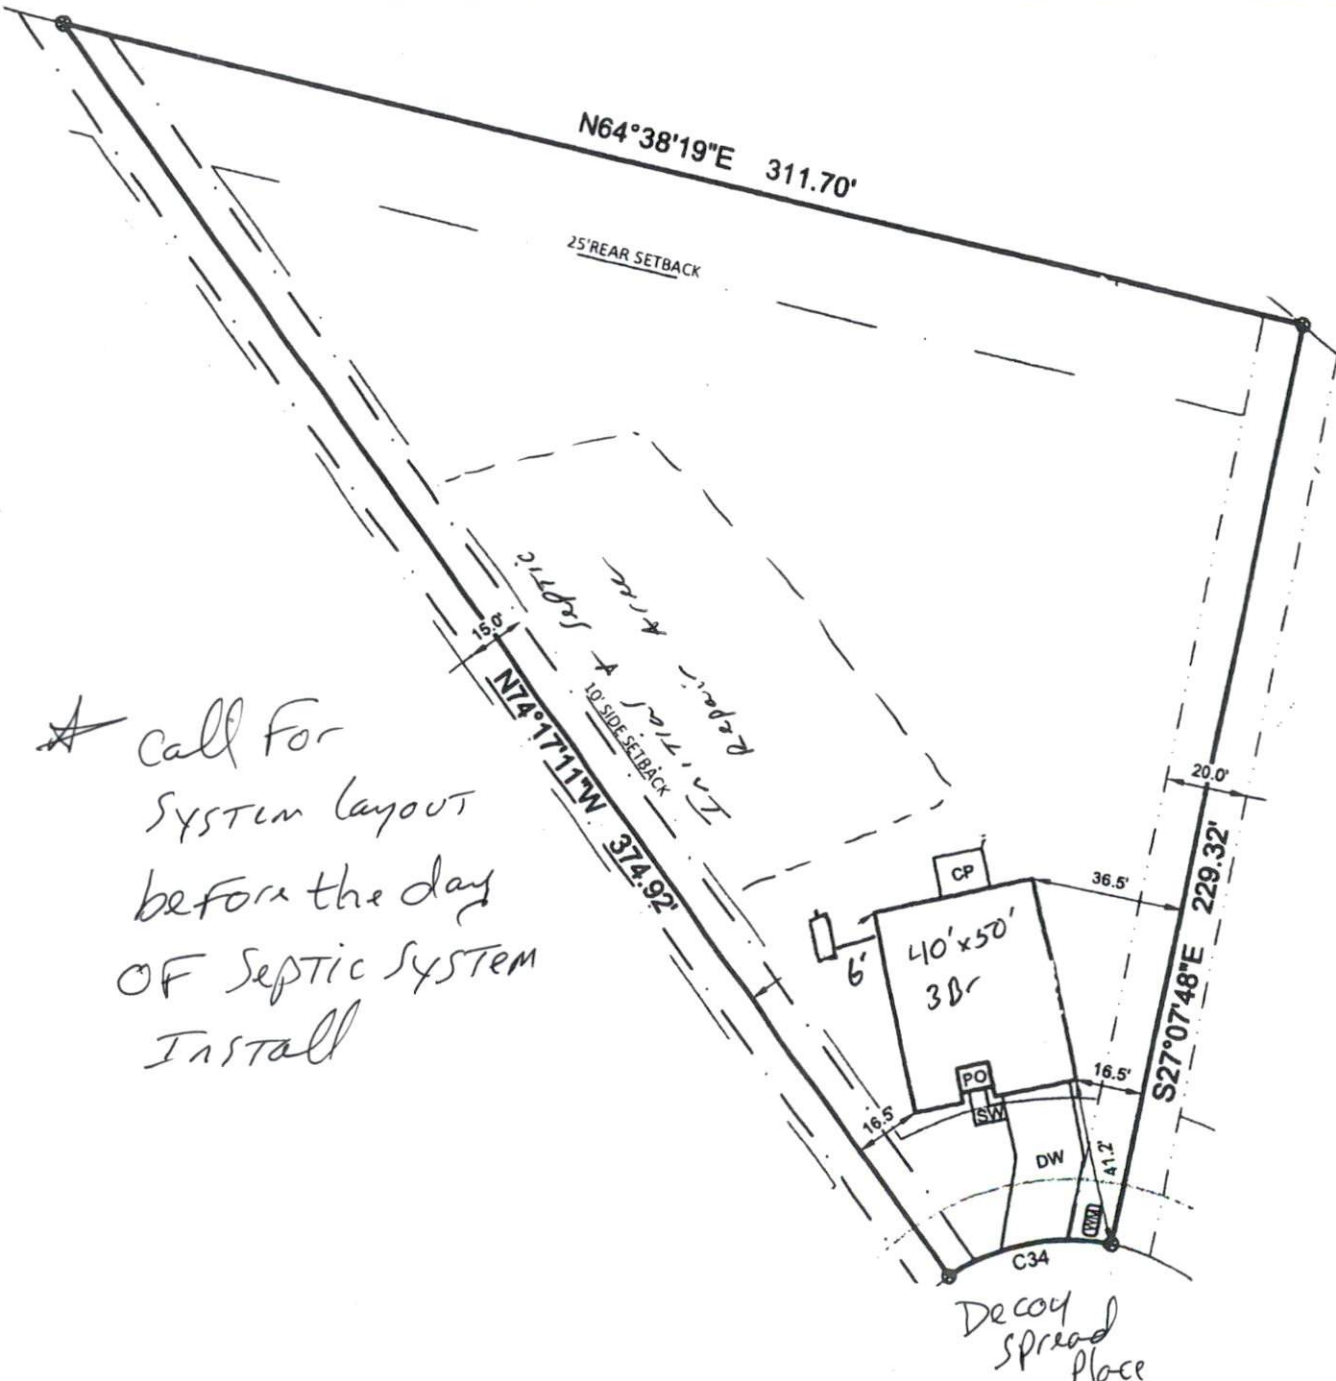 N64°38'19"E 311.70'
25'REAR SETBACK
Initial & Septic
Repair Area
15.0'
10' SIDE SETBACK
N74°17'11"W 374.92'
☆ Call For
System Layout
before the day
OF Septic System
Install
20.0'
S27°07'48"E 229.32'
CP
36.5'
6'
40'x50'
3Br
PO
SW
16.5'
16.5'
DW
41.2'
WM
C34
Decoy
Spread
Place